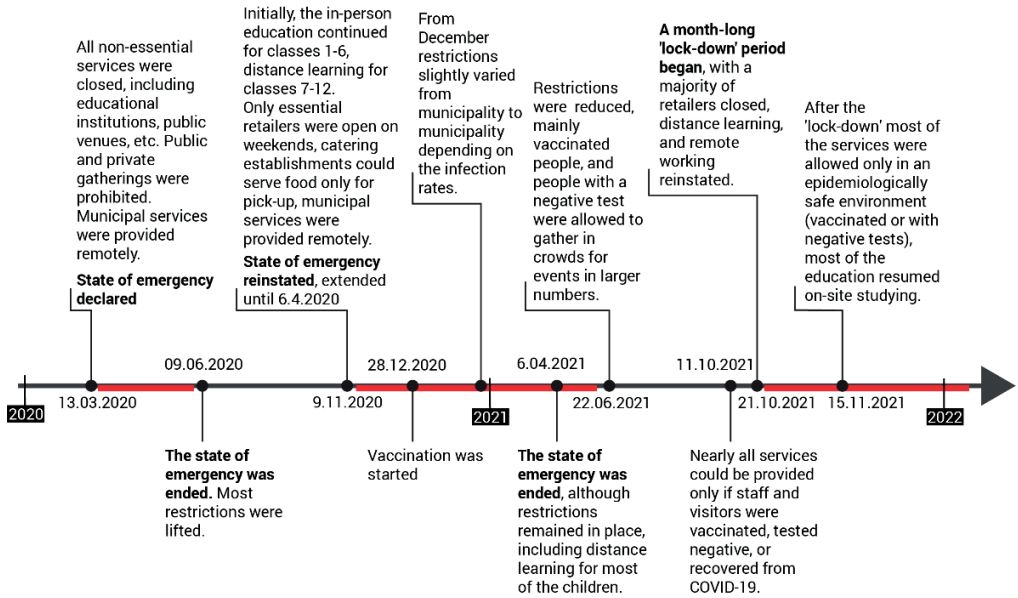 All non-essential
services were
closed, including
educational
institutions, public
venues, etc. Public
and private
gatherings were
prohibited.
Municipal services
were provided
remotely.
State of emergency
declared
Initially, the in-person
education continued
for classes 1-6,
distance learning for
classes 7-12.
Only essential
retailers were open on
weekends, catering
establishments could
serve food only for
pick-up, municipal
services were
provided remotely.
State of emergency
reinstated, extended
until 6.4.2020
From
December
restrictions
slightly varied
from
municipality to
municipality
depending on
the infection
rates.
Restrictions
were reduced,
mainly
vaccinated
people, and
people with a
negative test
were allowed to
gather in
crowds for
events in larger
numbers.
A month-long
'lock-down' period
began, with a
majority of
retailers closed,
distance learning,
and remote
working
reinstated.
After the
'lock-down' most of
the services were
allowed only in an
epidemiologically
safe environment
(vaccinated or with
negative tests),
most of the
education resumed
on-site studying.
09.06.2020
28.12.2020
6.04.2021
11.10.2021
2020
13.03.2020
9.11.2020
2021
22.06.2021
21.10.2021
15.11.2021
2022
The state of
emergency was
ended. Most
restrictions were
lifted.
Vaccination was
started
The state of
emergency was
ended, although
restrictions
remained in place,
including distance
learning for most
of the children.
Nearly all services
could be provided
only if staff and
visitors were
vaccinated, tested
negative, or
recovered from
COVID-19.